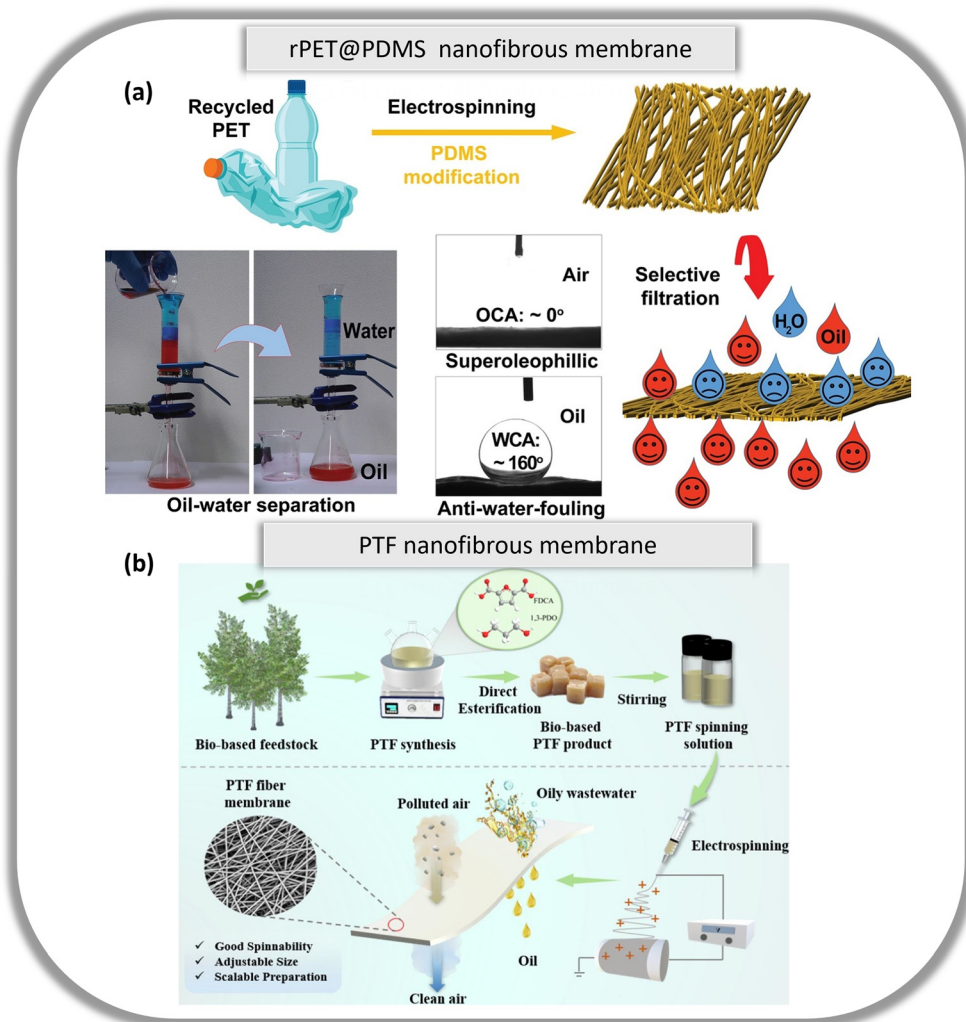 rPET@PDMS nanofibrous membrane
(a)
Recycled
PET
Electrospinning
PDMS
modification
Water
Oil
Oil-water separation
Air
OCA: ~ 0°
Superoleophillic
Oil
WCA:
~ 160°
Anti-water-fouling
Selective
filtration
H₂O
Oil
PTF nanofibrous membrane
(b)
FDCA
1,3-PDO
Bio-based feedstock
PTF synthesis
Direct
Esterification
Bio-based
PTF product
Stirring
PTF spinning
solution
PTF fiber
membrane
Polluted air
Oily wastewater
Electrospinning
✓ Good Spinnability
✓ Adjustable Size
✓ Scalable Preparation
Oil
Clean air